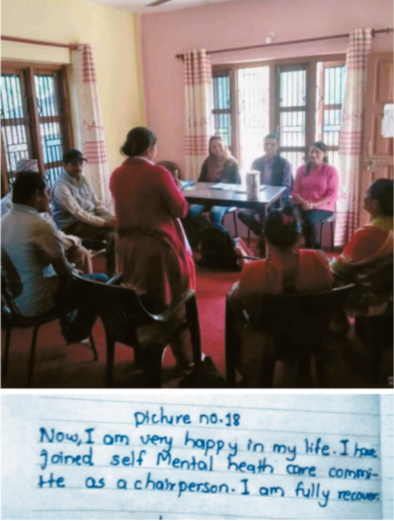 Picture no.18
Now, I am very happy in my life. I have
joined self Mental heath care commi-
tte as a chairperson. I am fully recover.